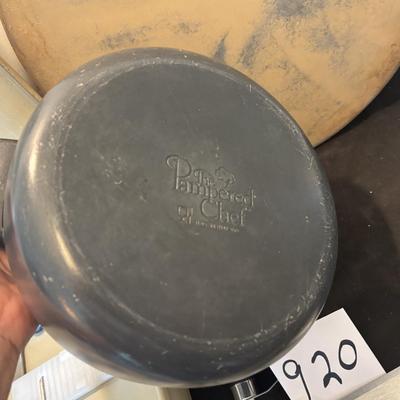 The
Pampered
Chef
920